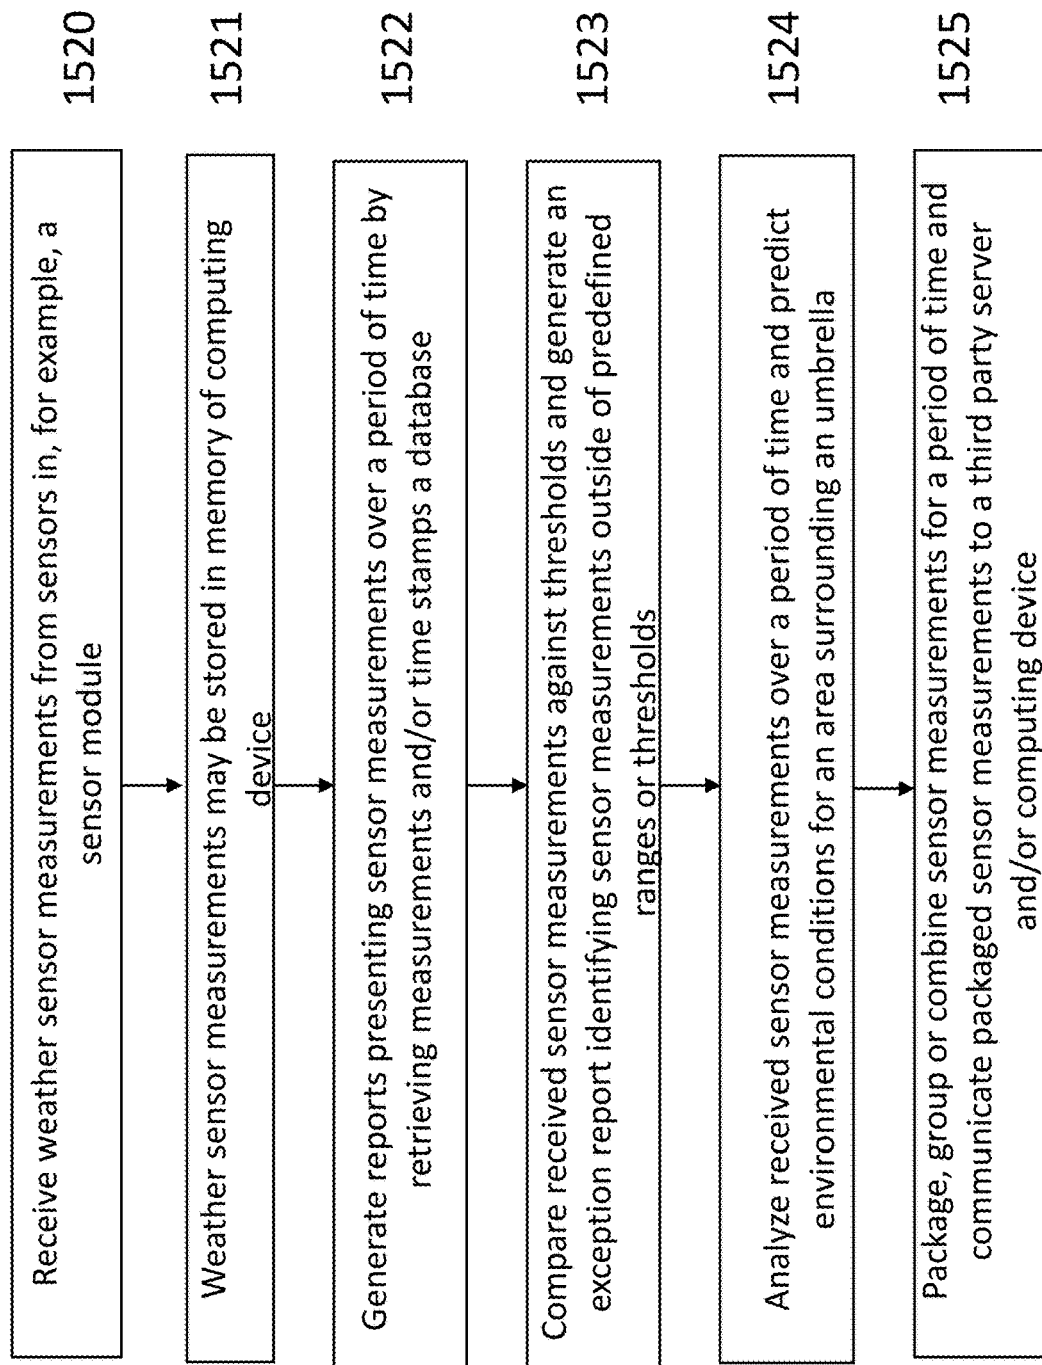 Receive weather sensor measurements from sensors in, for example, a
sensor module
1520
Weather sensor measurements may be stored in memory of computing
device
1521
Generate reports presenting sensor measurements over a period of time by
retrieving measurements and/or time stamps a database
1522
Compare received sensor measurements against thresholds and generate an
exception report identifying sensor measurements outside of predefined
ranges or thresholds
1523
Analyze received sensor measurements over a period of time and predict
environmental conditions for an area surrounding an umbrella
1524
Package, group or combine sensor measurements for a period of time and
communicate packaged sensor measurements to a third party server
and/or computing device
1525